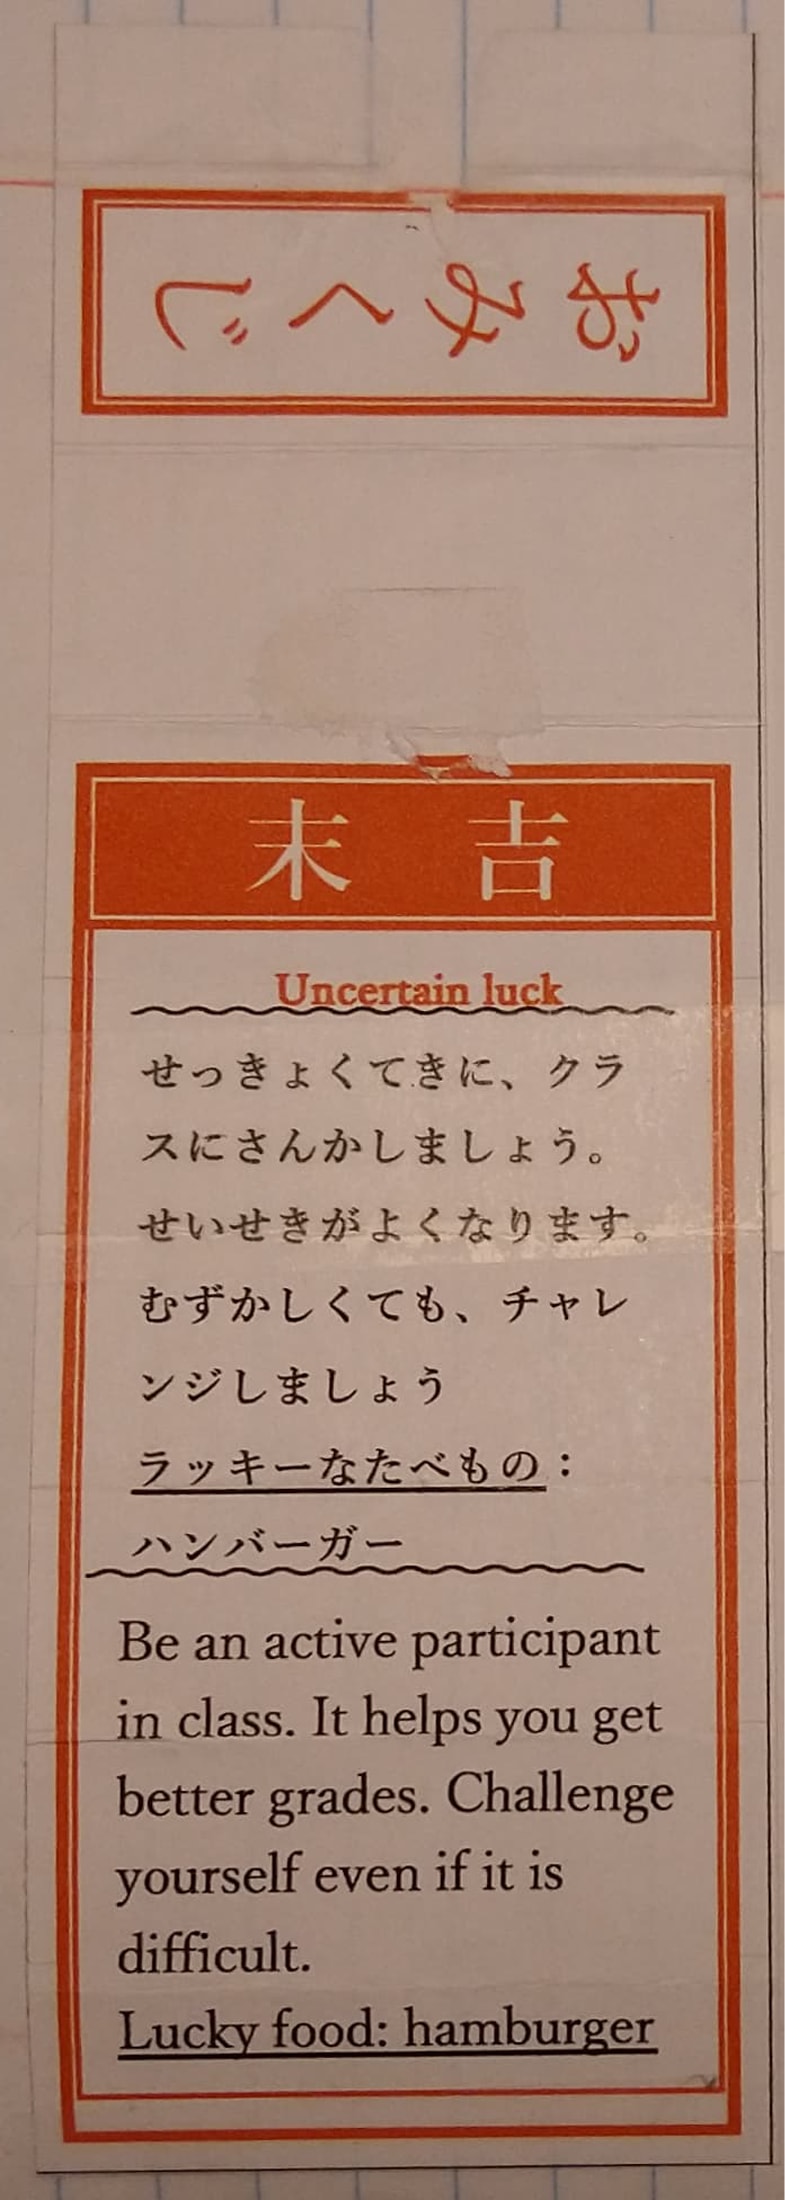 おみくじ
末吉
Uncertain luck
せっきょくてきに、クラ
スにさんかしましょう。
せいせきがよくなります。
むずかしくても、チャレ
ンジしましょう
ラッキーなたべもの：
ハンバーガー
Be an active participant
in class. It helps you get
better grades. Challenge
yourself even if it is
difficult.
Lucky food: hamburger